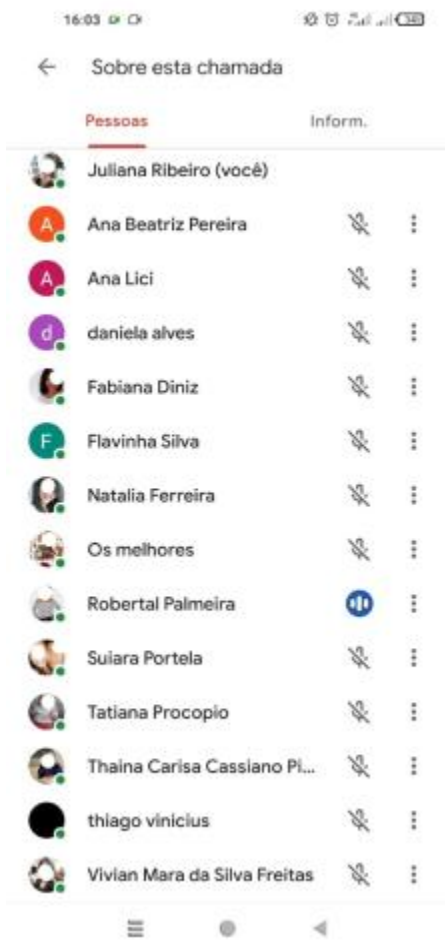 16:03
Sobre esta chamada
Pessoas Inform.
Juliana Ribeiro (você)
A Ana Beatriz Pereira
A Ana Lici
d daniela alves
Fabiana Diniz
F Flavinha Silva
Natalia Ferreira
Os melhores
Robertal Palmeira
Suiara Portela
Tatiana Procopio
Thaina Carisa Cassiano Pi...
thiago vinicius
Vivian Mara da Silva Freitas